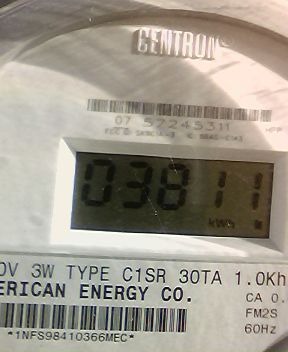 CENTRON®
07 57245311
03811
kWh
0V 3W TYPE C1SR 30TA 1.0Kh
ERICAN ENERGY CO.
CA 0.
FM2S
60Hz
*1NFS98410366MEC*